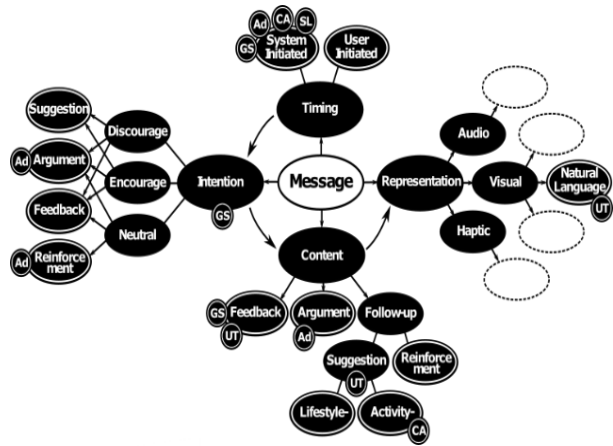 Ad
CA
SL
GS
System
Initiated
User
Initiated
Timing
Suggestion
Discourage
Audio
Ad
Argument
Encourage
Intention
GS
Message
Representation
Visual
Natural
Language
UT
Feedback
Neutral
Haptic
Ad
Reinforce
ment
Content
GS
Feedback
UT
Argument
Ad
Follow-up
Suggestion
UT
Reinforce
ment
Lifestyle-
Activity-
CA